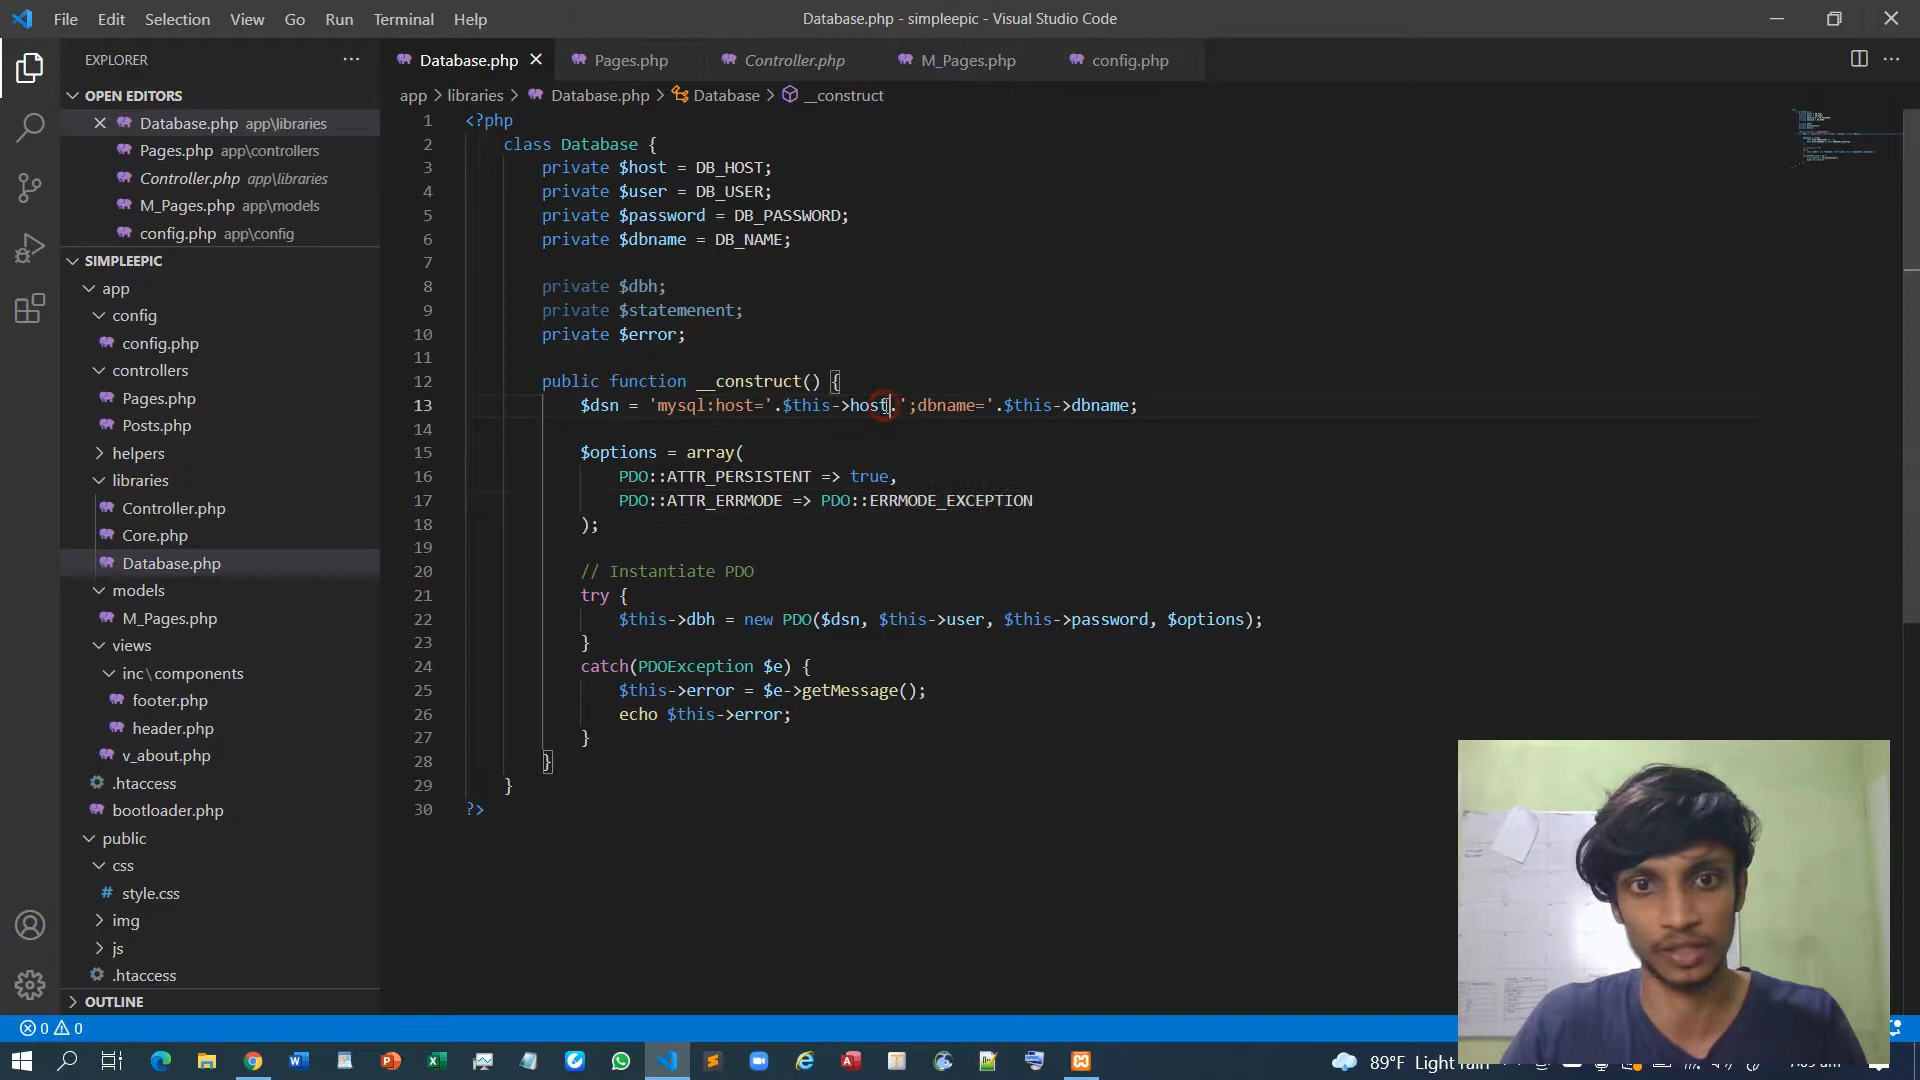 File Edit Selection View Go Run Terminal Help
Database.php - simpleepic - Visual Studio Code
EXPLORER
OPEN EDITORS
Database.php app\libraries
Pages.php app\controllers
Controller.php app\libraries
M_Pages.php app\models
config.php app\config
SIMPLEEPIC
app
config
config.php
controllers
Pages.php
Posts.php
helpers
libraries
Controller.php
Core.php
Database.php
models
M_Pages.php
views
inc\components
footer.php
header.php
v_about.php
.htaccess
bootloader.php
public
css
style.css
img
js
.htaccess
OUTLINE
Database.php Pages.php Controller.php M_Pages.php config.php
app > libraries > Database.php > Database > __construct
1 <?php
2 class Database {
3 private $host = DB_HOST;
4 private $user = DB_USER;
5 private $password = DB_PASSWORD;
6 private $dbname = DB_NAME;
7
8 private $dbh;
9 private $statemenent;
10 private $error;
11
12 public function __construct() {
13 $dsn = 'mysql:host='.$this->host.';dbname='.$this->dbname;
14
15 $options = array(
16 PDO::ATTR_PERSISTENT => true,
17 PDO::ATTR_ERRMODE => PDO::ERRMODE_EXCEPTION
18 );
19
20 // Instantiate PDO
21 try {
22 $this->dbh = new PDO($dsn, $this->user, $this->password, $options);
23 }
24 catch(PDOException $e) {
25 $this->error = $e->getMessage();
26 echo $this->error;
27 }
28 }
29 }
30 ?>
0 0
89°F Light rain